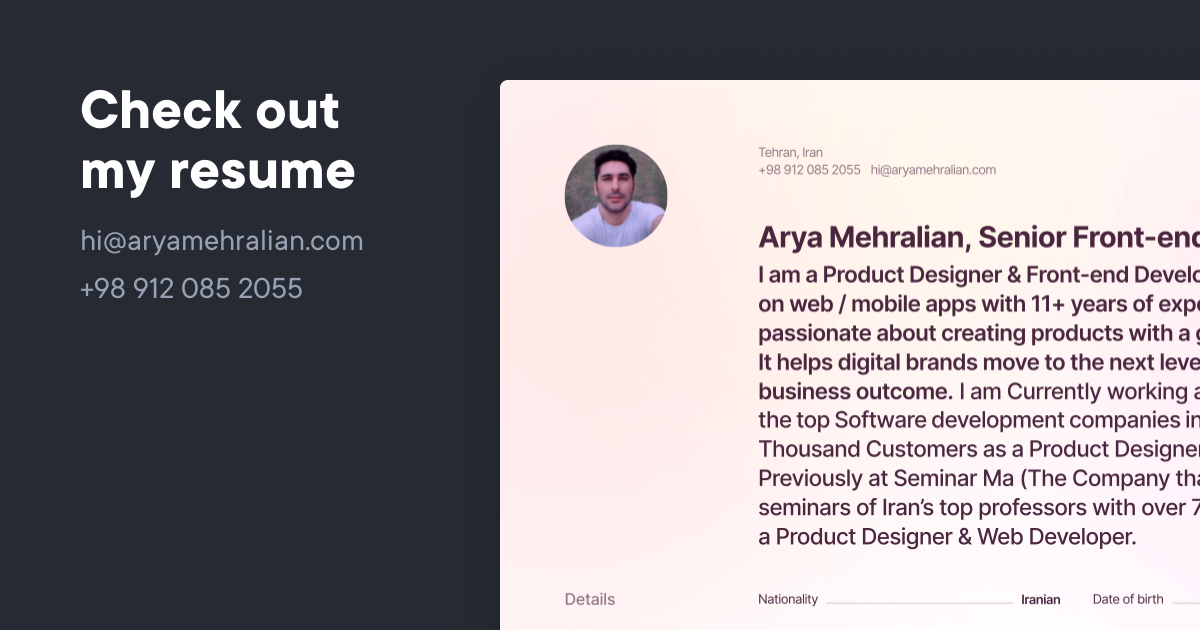 Check out
my resume
hi@aryamehralian.com
+98 912 085 2055
Tehran, Iran
+98 912 085 2055 hi@aryamehralian.com
Arya Mehralian, Senior Front-end
I am a Product Designer & Front-end Develo
on web / mobile apps with 11+ years of expe
passionate about creating products with a g
It helps digital brands move to the next leve
business outcome. I am Currently working a
the top Software development companies in
Thousand Customers as a Product Designer
Previously at Seminar Ma (The Company tha
seminars of Iran’s top professors with over 7
a Product Designer & Web Developer.
Details
Nationality Iranian Date of birth